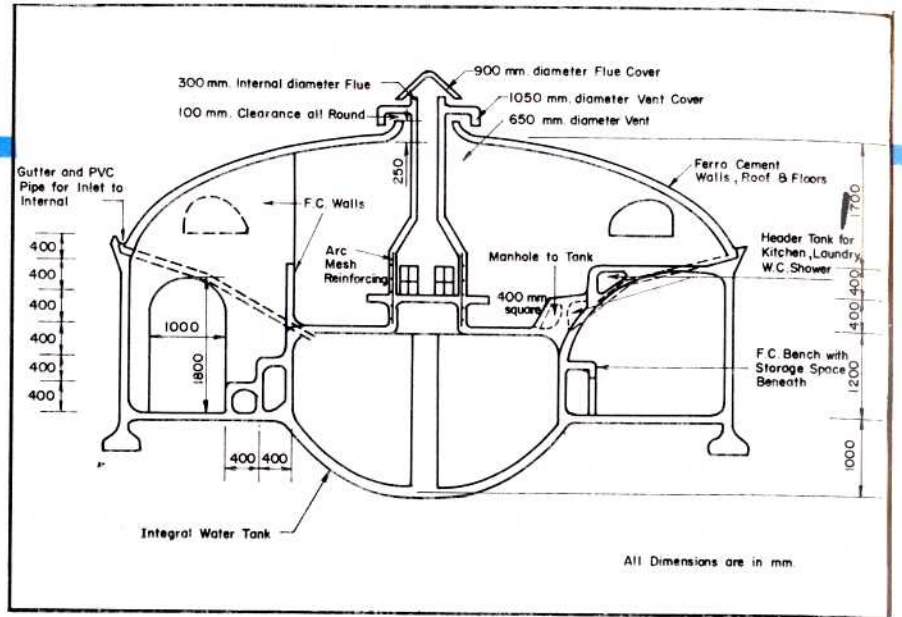 300 mm. Internal diameter Flue
900 mm. diameter Flue Cover
100 mm. Clearance all Round
1050 mm. diameter Vent Cover
650 mm. diameter Vent
250
Gutter and PVC
Pipe for Inlet to
Internal
F.C. Walls
Ferro Cement
Walls, Roof & Floors
1700
Arc
Mesh
Reinforcing
Manhole to Tank
400 mm
square
Header Tank for
Kitchen, Laundry
W.C. Shower
400
400
400
400
400
400
1000
1800
400
400
1200
1000
F.C. Bench with
Storage Space
Beneath
400
400
Integral Water Tank
All Dimensions are in mm.